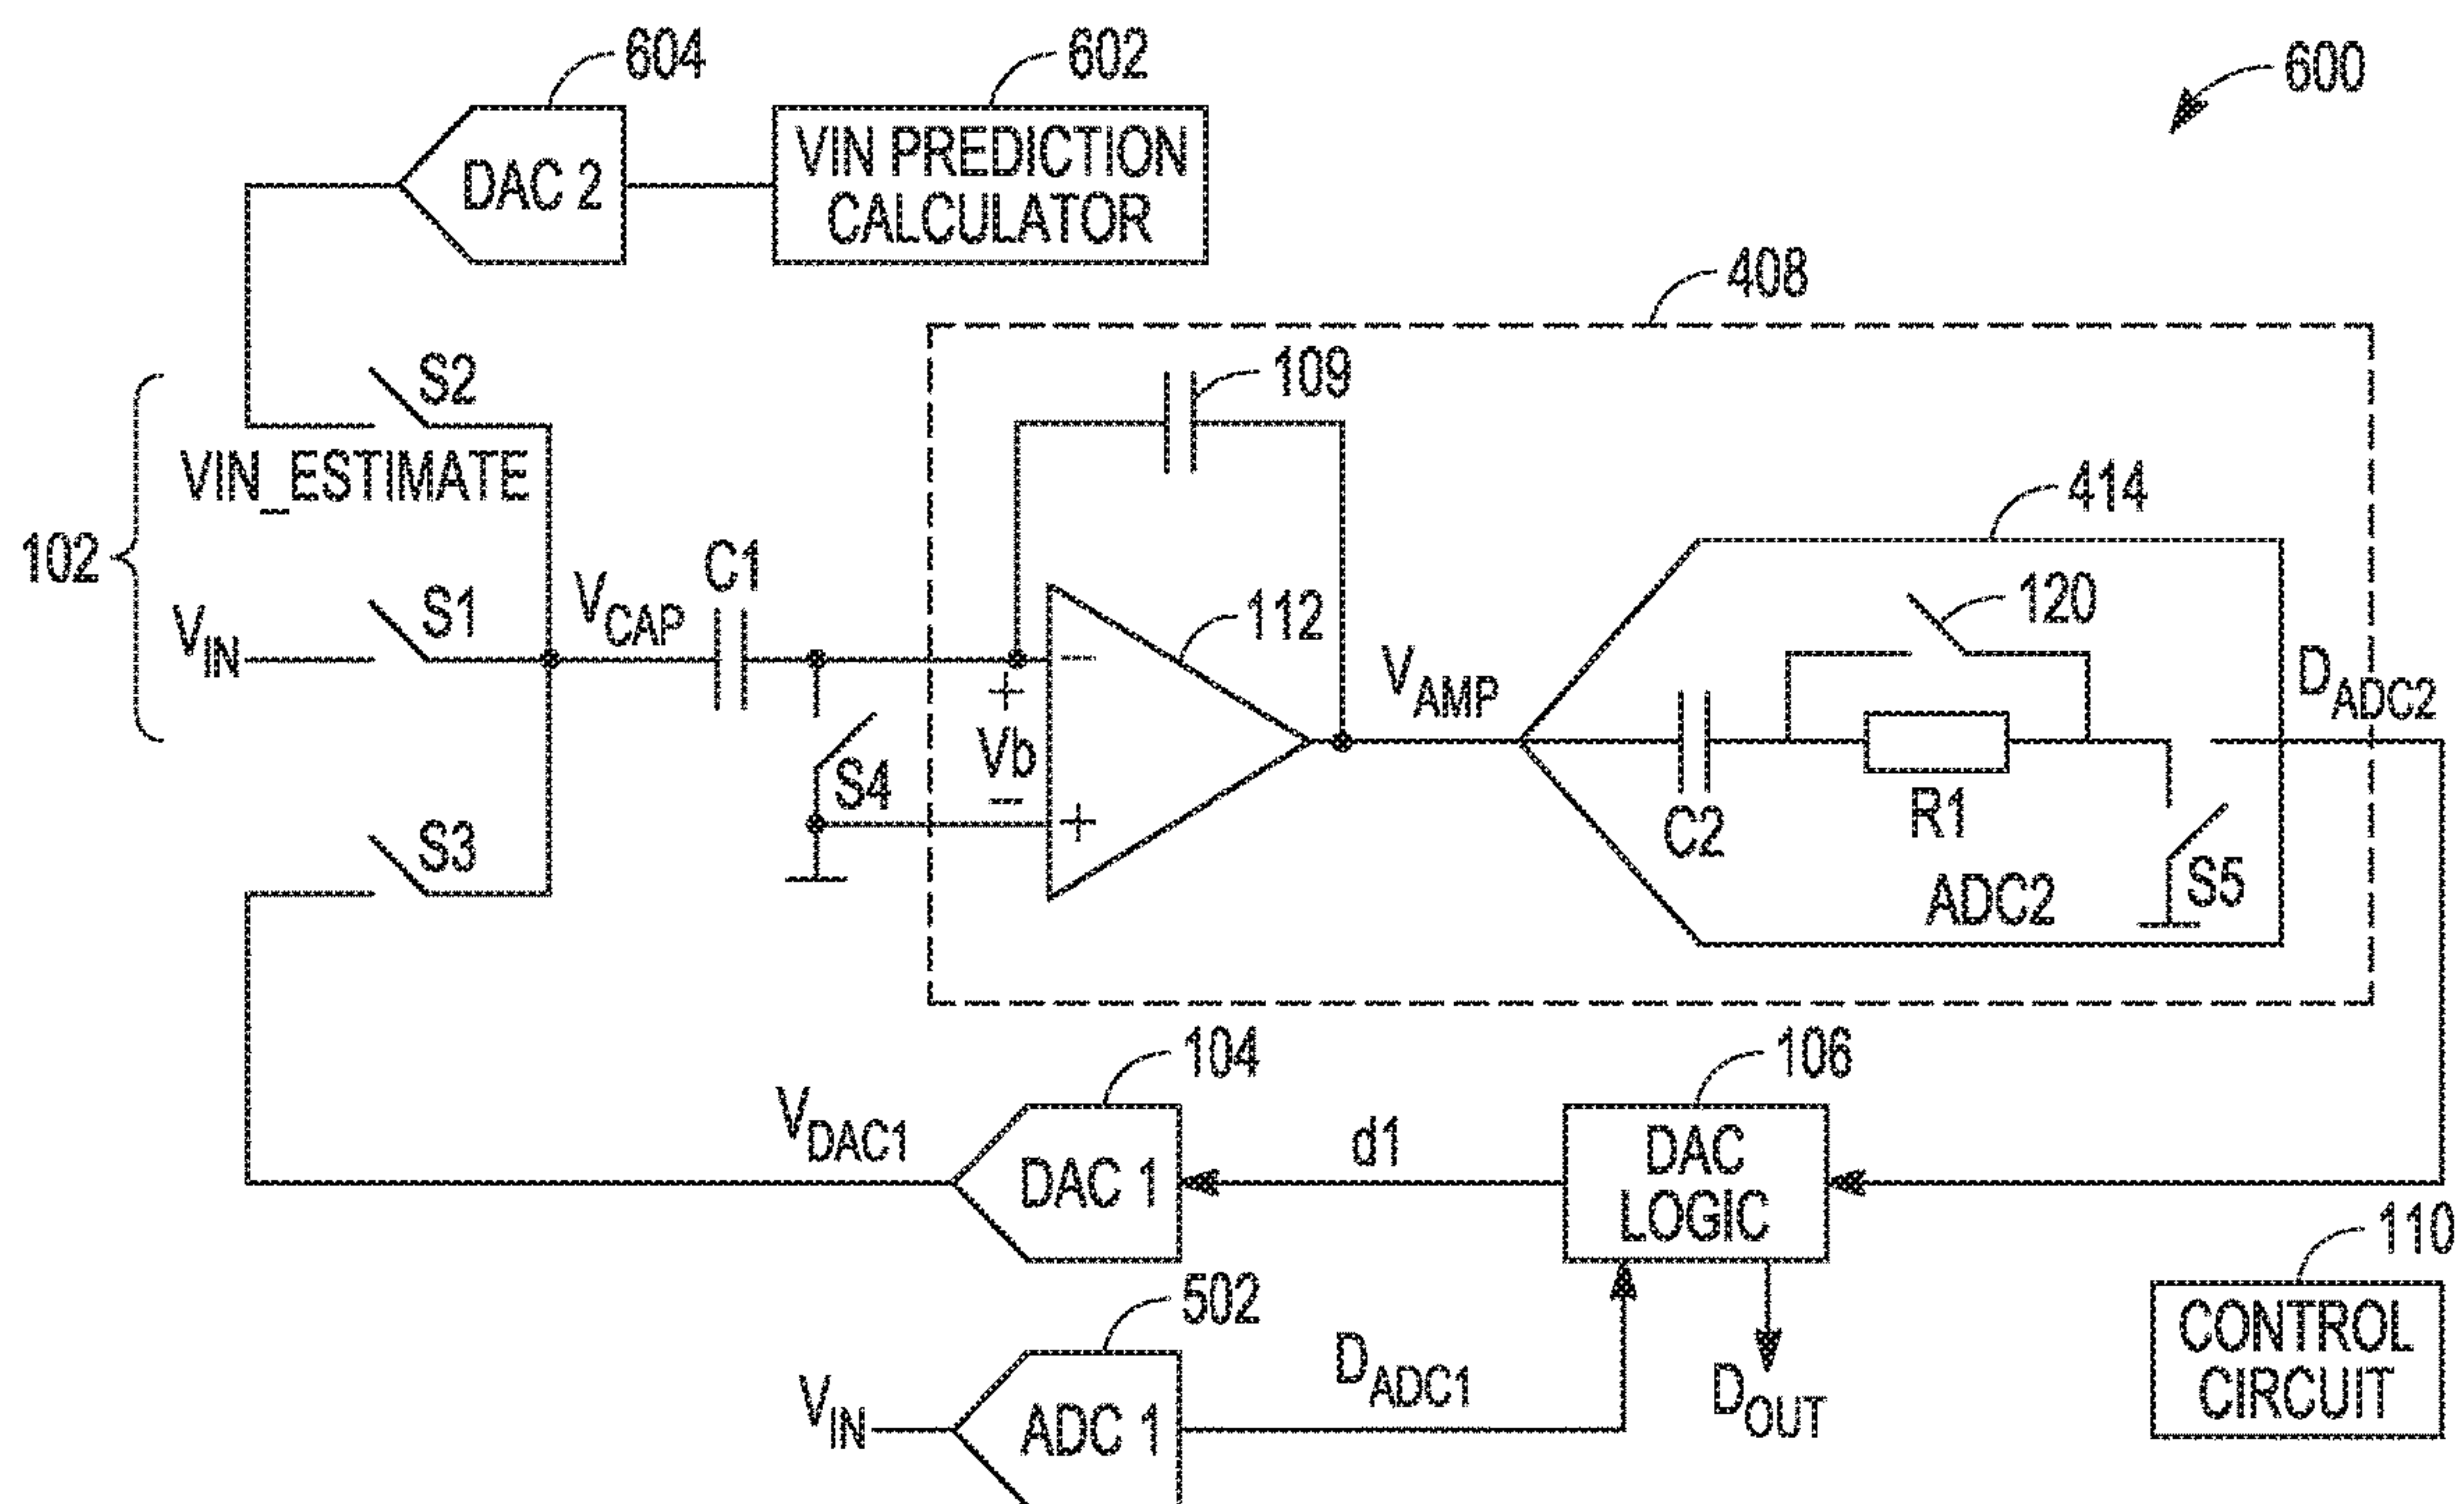 604
602
600
DAC 2
VIN PREDICTION
CALCULATOR
408
S2
109
VIN_ESTIMATE
414
102
C1
S1
VCAP
112
120
VIN
VAMP
DADC2
+
Vb
−
−
+
S4
C2
R1
S3
ADC2
S5
104
106
VDAC1
DAC 1
d1
DAC
LOGIC
110
502
CONTROL
CIRCUIT
DADC1
DOUT
VIN
ADC 1